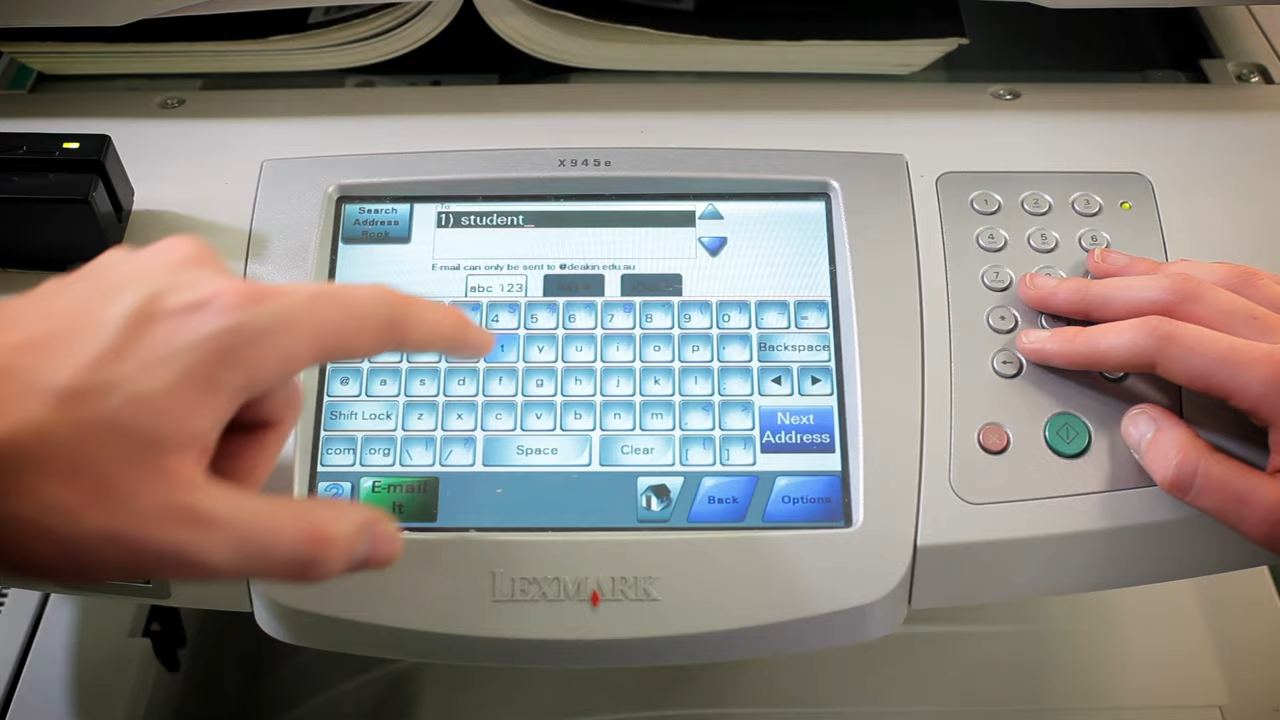 X945e
Search
Address
Book
To
1) student_
E-mail can only be sent to @deakin.edu.au
abc 123
4 $ 5 6 7 8 9 0 - =
t y u i o p Backspace
@ a s d f g h j k l
Shift Lock z x c v b n m
Next
Address
.com .org \ / Space Clear [ ]
?
E-mail
It
Back
Options
LEXMARK
1 2 3
4 5 6
7
*